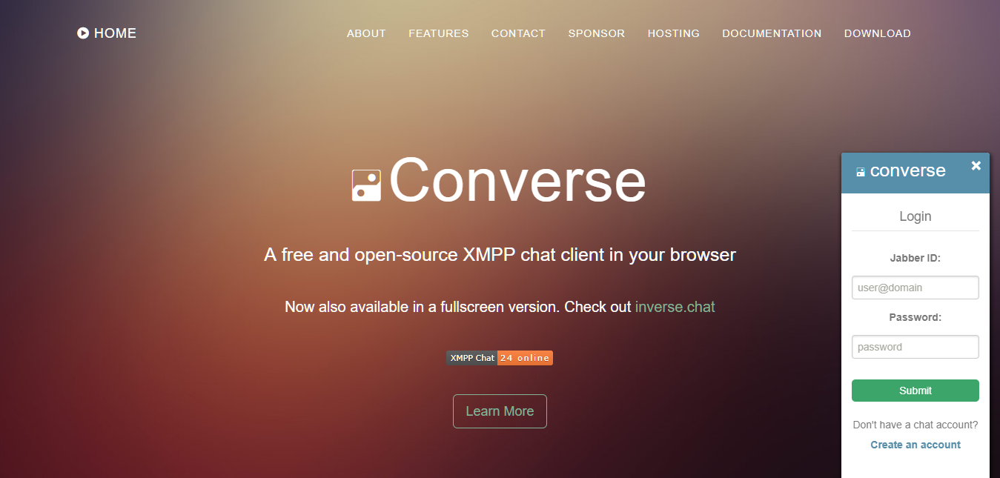 HOME ABOUT FEATURES CONTACT SPONSOR HOSTING DOCUMENTATION DOWNLOAD
Converse
A free and open-source XMPP chat client in your browser
Now also available in a fullscreen version. Check out inverse.chat
XMPP Chat 24 online
Learn More
converse
Login
Jabber ID:
user@domain
Password:
password
Submit
Don't have a chat account?
Create an account